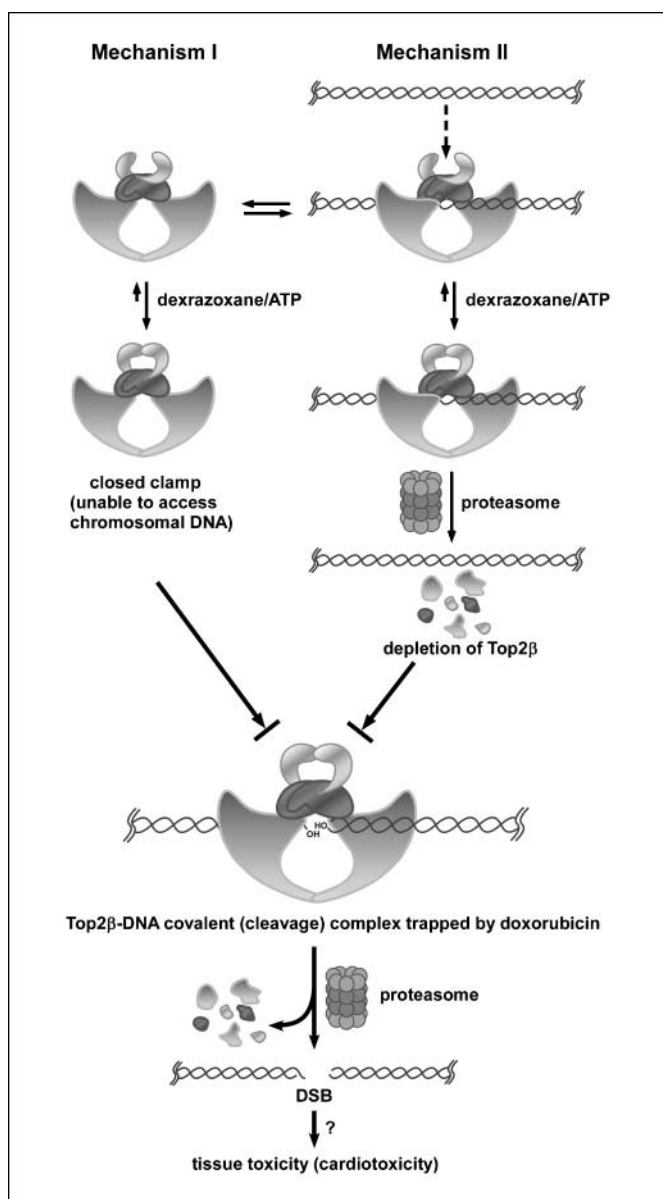 Mechanism I
Mechanism II
dexrazoxane/ATP
dexrazoxane/ATP
closed clamp
(unable to access
chromosomal DNA)
proteasome
depletion of Top2β
HO
OH
Top2β-DNA covalent (cleavage) complex trapped by doxorubicin
proteasome
DSB
?
tissue toxicity (cardiotoxicity)